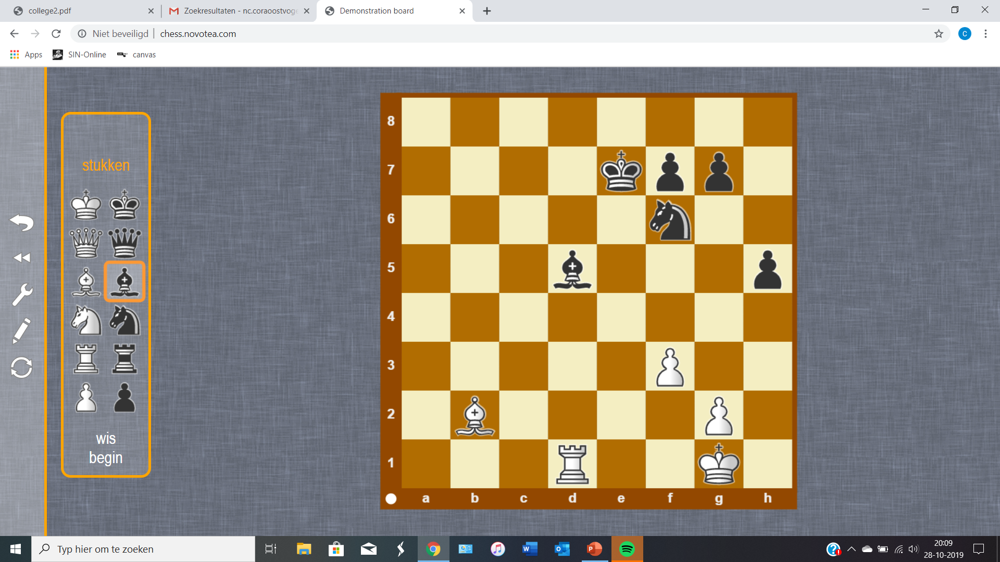 college2.pdf
Zoekresultaten - nc.coraoostvoge
Demonstration board
Niet beveiligd
chess.novotea.com
C
Apps
SIN-Online
canvas
stukken
wis
begin
8
7
6
5
4
3
2
1
a b c d e f g h
Typ hier om te zoeken
20:09
28-10-2019